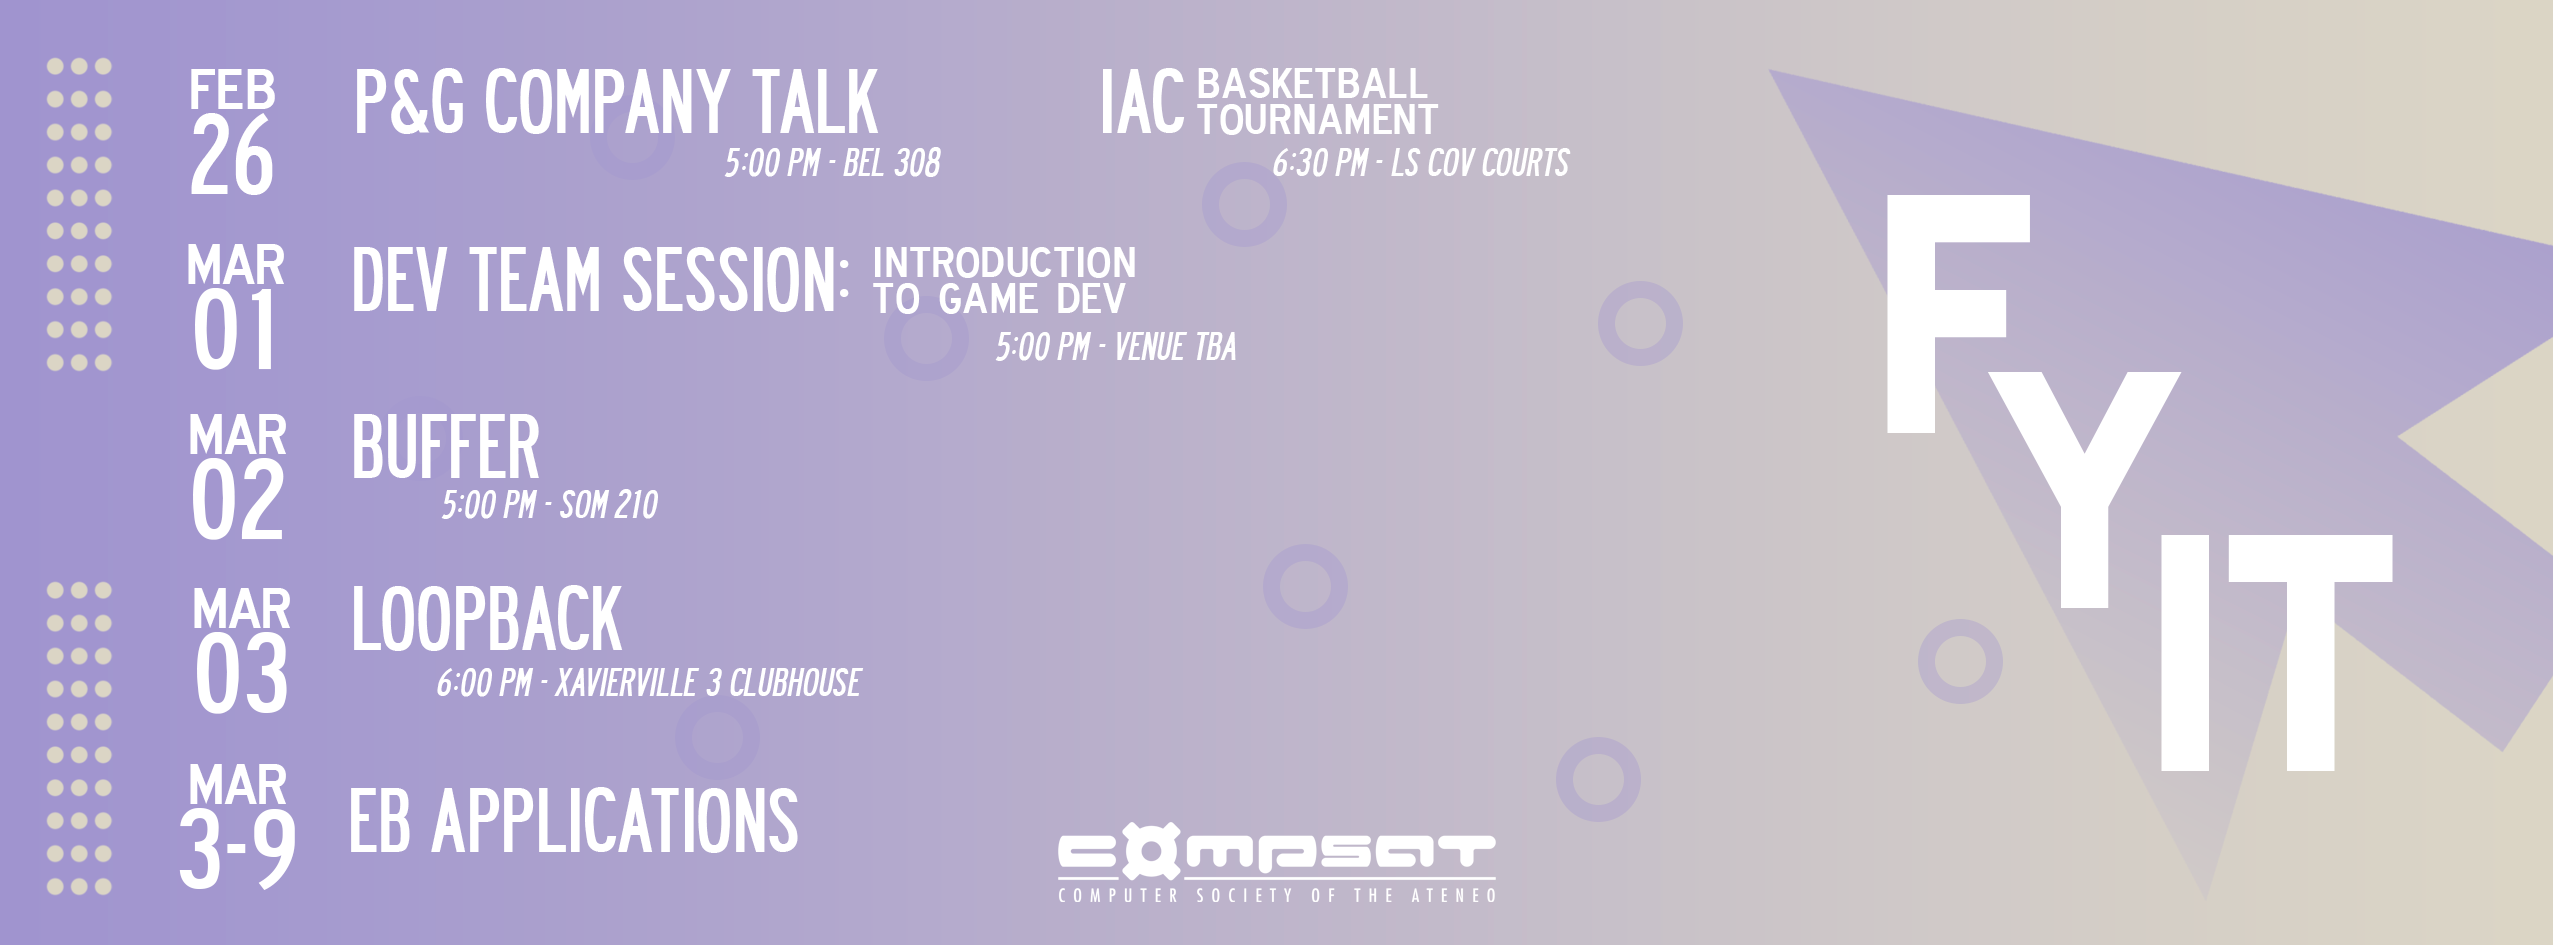 FEB
26
P&G COMPANY TALK
5:00 PM - BEL 308
IAC BASKETBALL
TOURNAMENT
6:30 PM - LS COV COURTS
MAR
01
DEV TEAM SESSION: INTRODUCTION
TO GAME DEV
5:00 PM - VENUE TBA
MAR
02
BUFFER
5:00 PM - SOM 210
MAR
03
LOOPBACK
6:00 PM - XAVIERVILLE 3 CLUBHOUSE
MAR
3-9
EB APPLICATIONS
F
Y
IT
COMPSAT
COMPUTER SOCIETY OF THE ATENEO